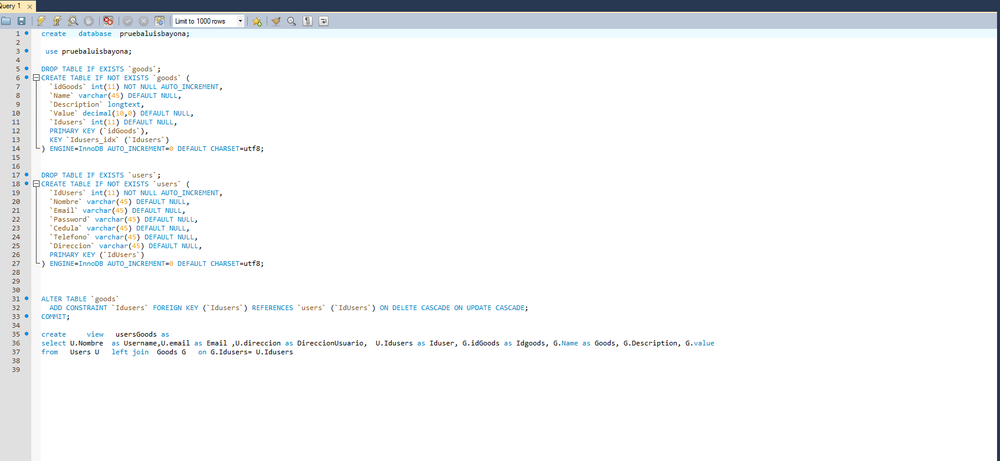 Query 1
Limit to 1000 rows
1 create   database  pruebaluisbayona;
2
3  use pruebaluisbayona;
4
5 DROP TABLE IF EXISTS `goods`;
6 CREATE TABLE IF NOT EXISTS `goods` (
7   `idGoods` int(11) NOT NULL AUTO_INCREMENT,
8   `Name` varchar(45) DEFAULT NULL,
9   `Description` longtext,
10   `Value` decimal(10,0) DEFAULT NULL,
11   `Idusers` int(11) DEFAULT NULL,
12   PRIMARY KEY (`idGoods`),
13   KEY `Idusers_idx` (`Idusers`)
14 ) ENGINE=InnoDB AUTO_INCREMENT=0 DEFAULT CHARSET=utf8;
15
16
17 DROP TABLE IF EXISTS `users`;
18 CREATE TABLE IF NOT EXISTS `users` (
19   `IdUsers` int(11) NOT NULL AUTO_INCREMENT,
20   `Nombre` varchar(45) DEFAULT NULL,
21   `Email` varchar(45) DEFAULT NULL,
22   `Password` varchar(45) DEFAULT NULL,
23   `Cedula` varchar(45) DEFAULT NULL,
24   `Telefono` varchar(45) DEFAULT NULL,
25   `Direccion` varchar(45) DEFAULT NULL,
26   PRIMARY KEY (`IdUsers`)
27 ) ENGINE=InnoDB AUTO_INCREMENT=0 DEFAULT CHARSET=utf8;
28
29
30
31 ALTER TABLE `goods`
32   ADD CONSTRAINT `Idusers` FOREIGN KEY (`Idusers`) REFERENCES `users` (`IdUsers`) ON DELETE CASCADE ON UPDATE CASCADE;
33 COMMIT;
34
35 create     view   usersGoods as
36 select U.Nombre  as Username,U.email as Email ,U.direccion as DireccionUsuario,  U.Idusers as Iduser, G.idGoods as Idgoods, G.Name as Goods, G.Description, G.value
37 from   Users U   left join  Goods G   on G.Idusers= U.Idusers
38
39